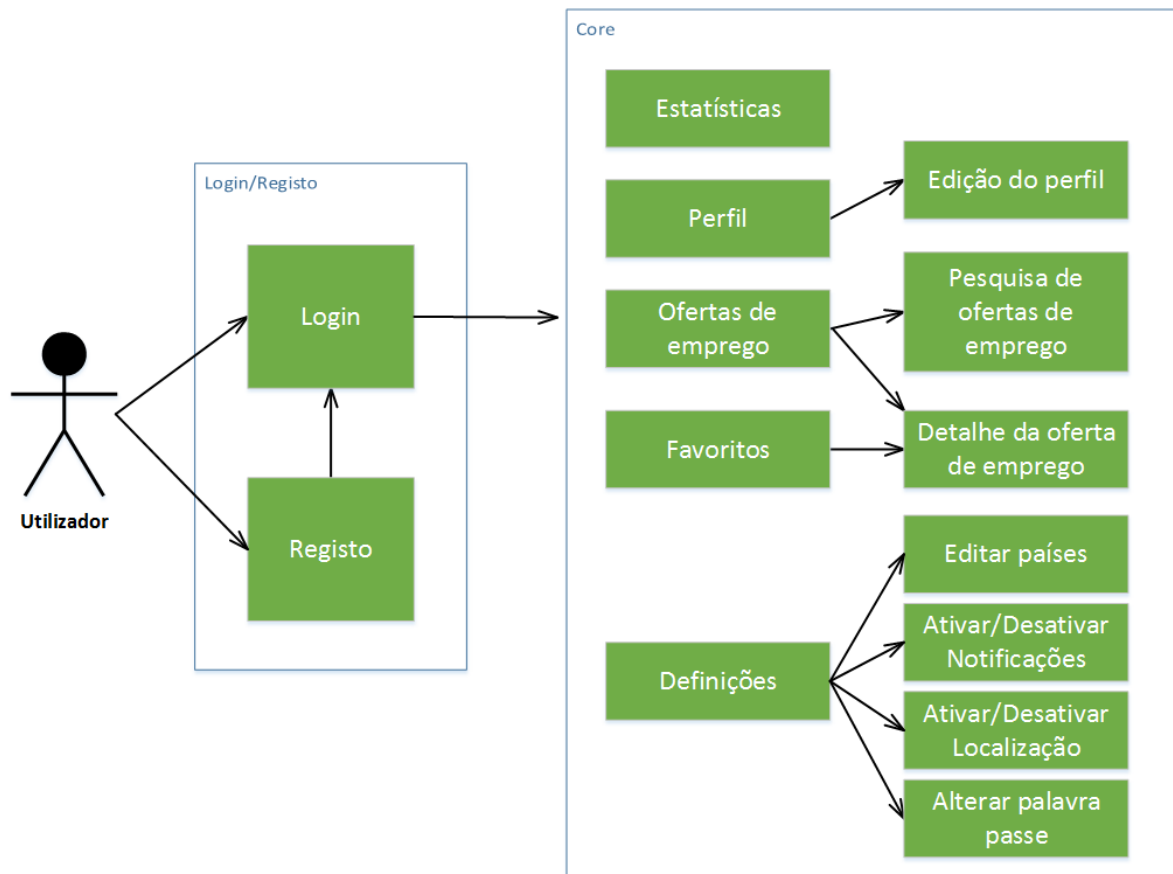 Core
Estatísticas
Login/Registo
Edição do perfil
Perfil
Pesquisa de
ofertas de
emprego
Ofertas de
emprego
Login
Favoritos
Detalhe da oferta
de emprego
Utilizador
Registo
Editar países
Ativar/Desativar
Notificações
Definições
Ativar/Desativar
Localização
Alterar palavra
passe